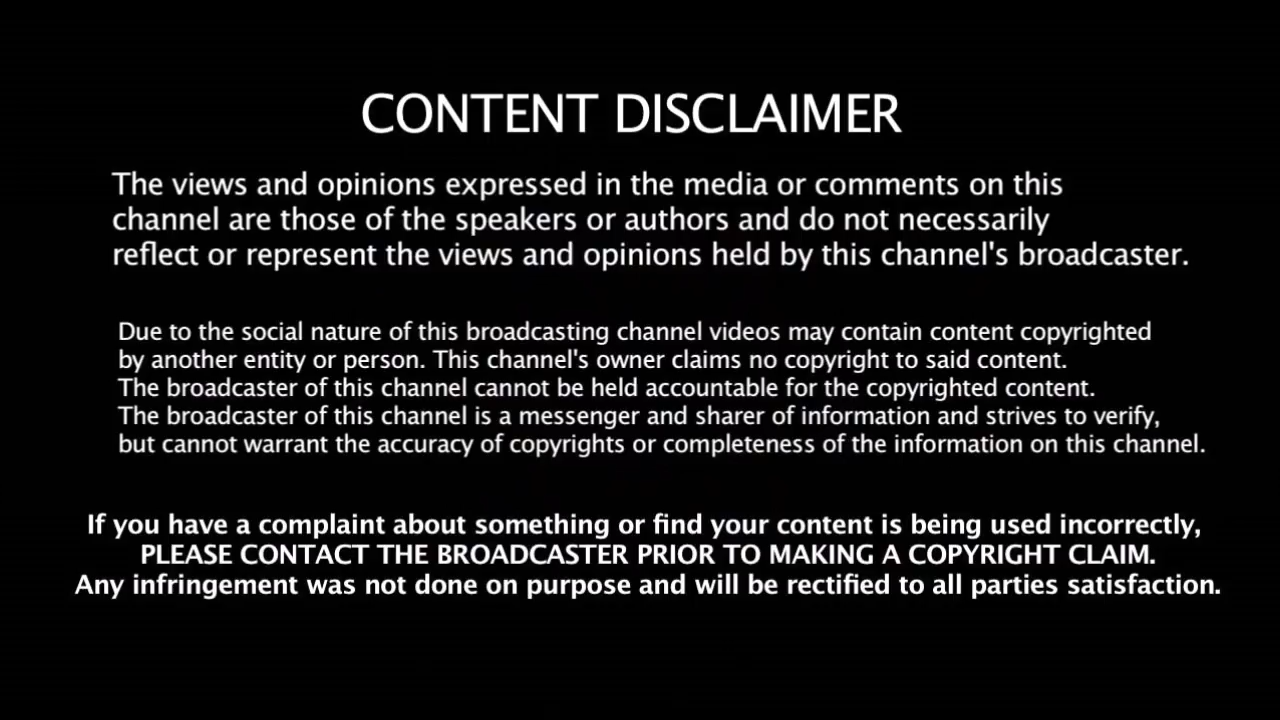 CONTENT DISCLAIMER
The views and opinions expressed in the media or comments on this
channel are those of the speakers or authors and do not necessarily
reflect or represent the views and opinions held by this channel's broadcaster.
Due to the social nature of this broadcasting channel videos may contain content copyrighted
by another entity or person. This channel's owner claims no copyright to said content.
The broadcaster of this channel cannot be held accountable for the copyrighted content.
The broadcaster of this channel is a messenger and sharer of information and strives to verify,
but cannot warrant the accuracy of copyrights or completeness of the information on this channel.
If you have a complaint about something or find your content is being used incorrectly,
PLEASE CONTACT THE BROADCASTER PRIOR TO MAKING A COPYRIGHT CLAIM.
Any infringement was not done on purpose and will be rectified to all parties satisfaction.